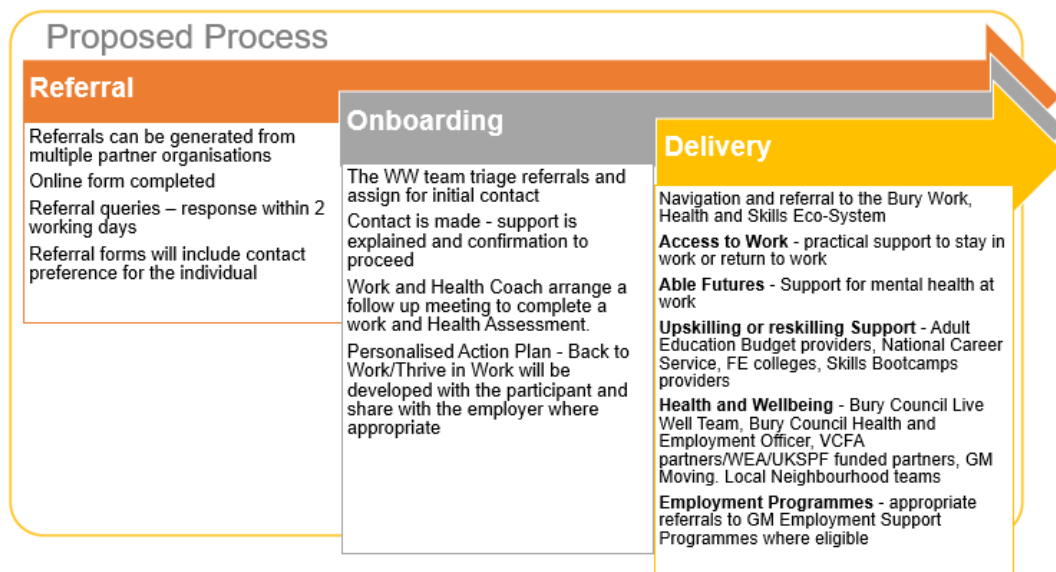 Proposed Process
Referral
Referrals can be generated from
multiple partner organisations
Online form completed
Referral queries – response within 2
working days
Referral forms will include contact
preference for the individual
Onboarding
The WW team triage referrals and
assign for initial contact
Contact is made - support is
explained and confirmation to
proceed
Work and Health Coach arrange a
follow up meeting to complete a
work and Health Assessment.
Personalised Action Plan - Back to
Work/Thrive in Work will be
developed with the participant and
share with the employer where
appropriate
Delivery
Navigation and referral to the Bury Work,
Health and Skills Eco-System
Access to Work - practical support to stay in
work or return to work
Able Futures - Support for mental health at
work
Upskilling or reskilling Support - Adult
Education Budget providers, National Career
Service, FE colleges, Skills Bootcamps
providers
Health and Wellbeing - Bury Council Live
Well Team, Bury Council Health and
Employment Officer, VCFA
partners/WEA/UKSPF funded partners, GM
Moving. Local Neighbourhood teams
Employment Programmes - appropriate
referrals to GM Employment Support
Programmes where eligible